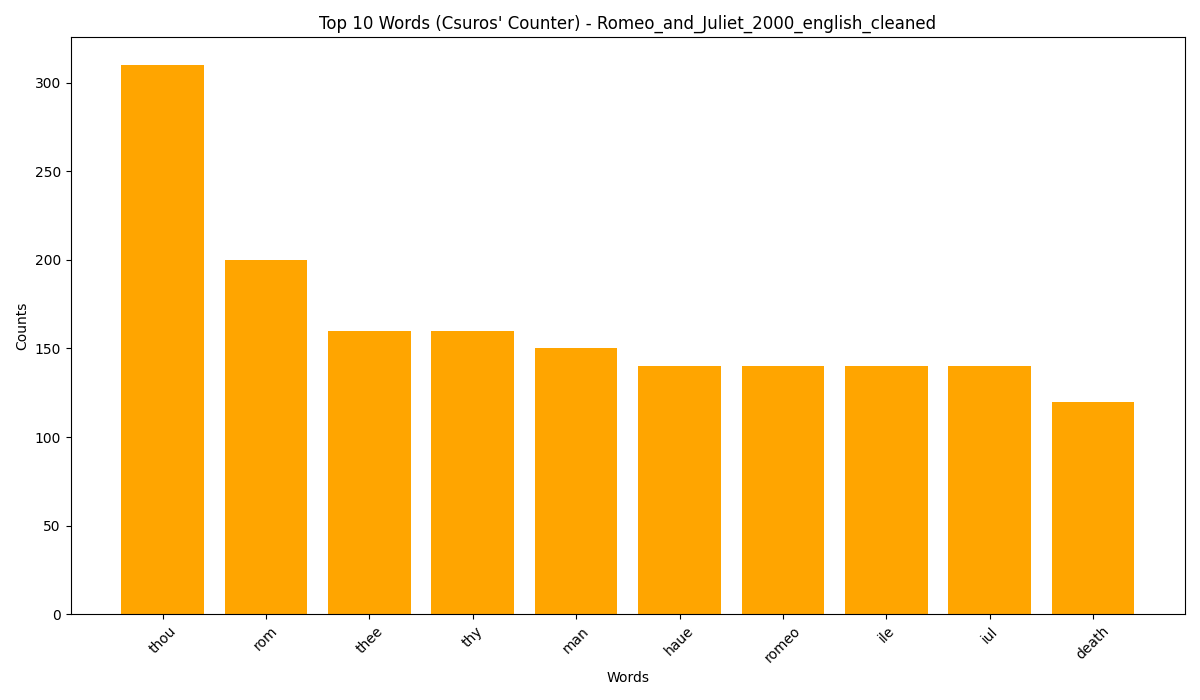 Top 10 Words (Csuros' Counter) - Romeo_and_Juliet_2000_english_cleaned
Counts
300
250
200
150
100
50
0
thou
rom
thee
thy
man
haue
romeo
ile
iul
death
Words